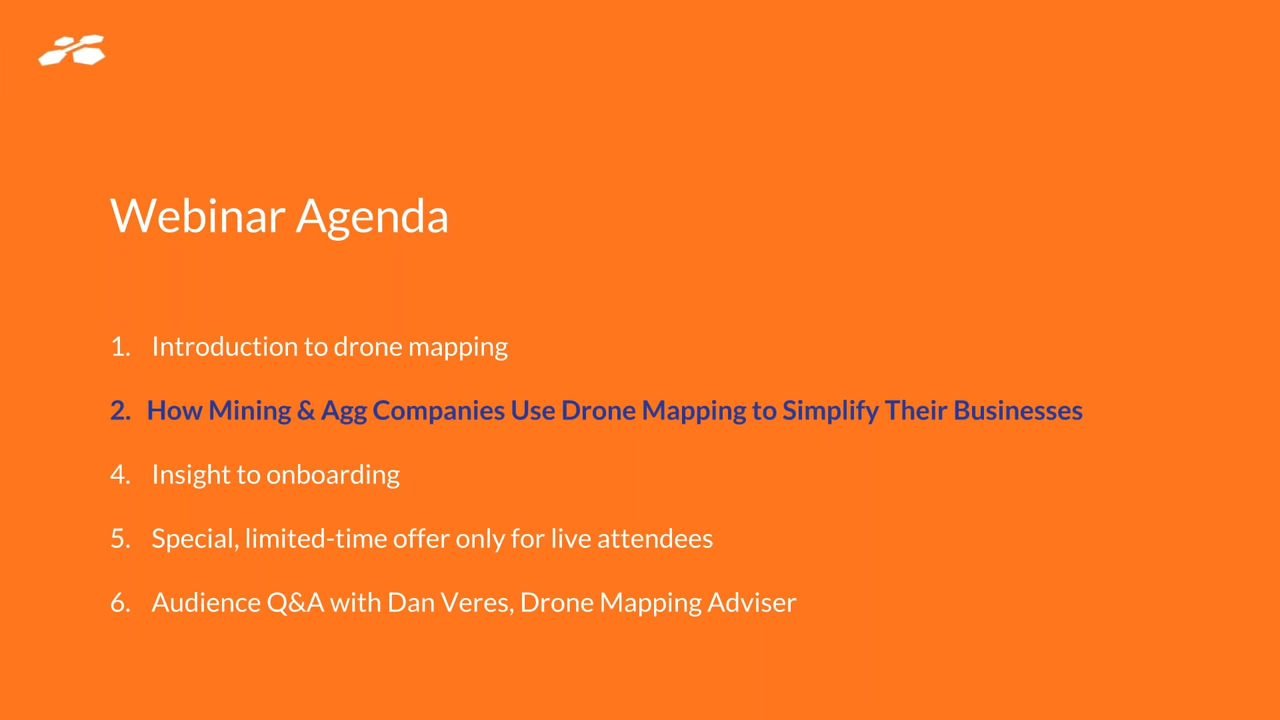 Webinar Agenda
1. Introduction to drone mapping
2. How Mining & Agg Companies Use Drone Mapping to Simplify Their Businesses
4. Insight to onboarding
5. Special, limited-time offer only for live attendees
6. Audience Q&A with Dan Veres, Drone Mapping Adviser